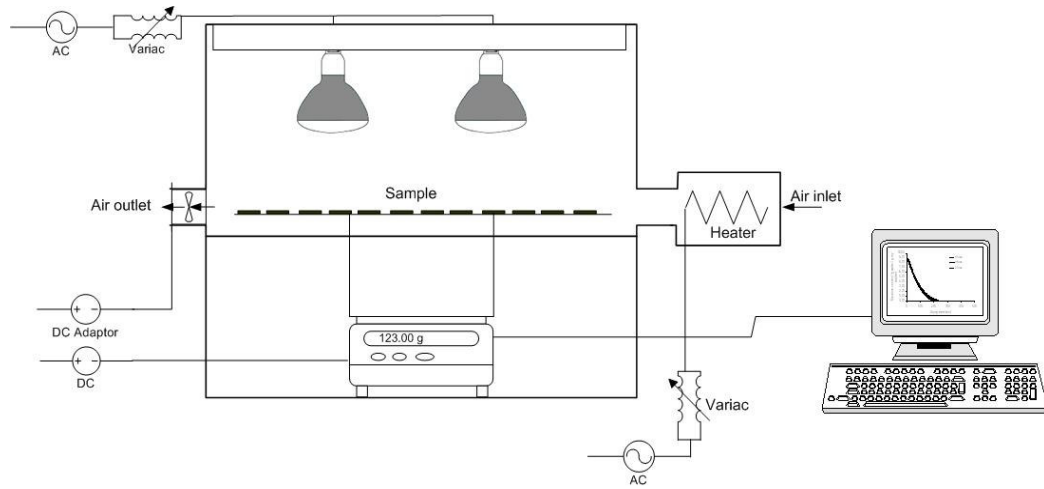 AC
Variac
Sample
Air outlet
Air inlet
Heater
DC Adaptor
123.00 g
DC
Variac
AC